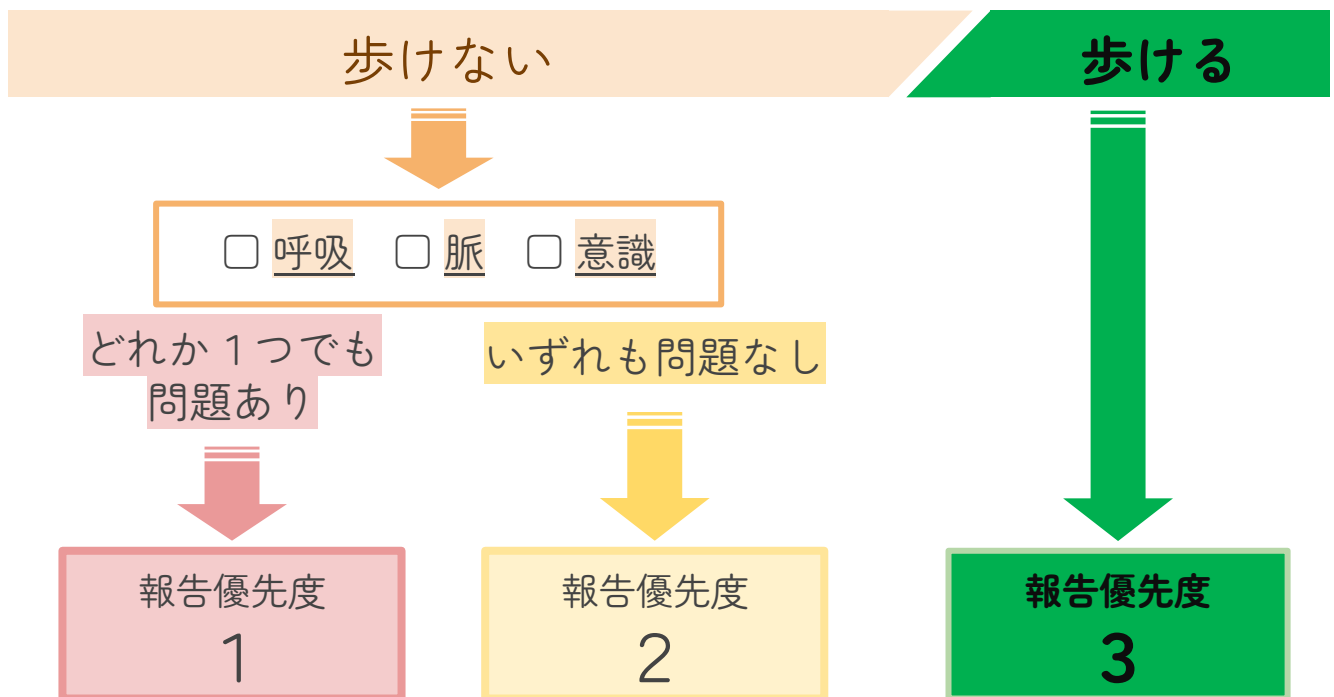 歩けない
歩ける
□ 呼吸 □ 脈 □ 意識
どれか1つでも
問題あり
いずれも問題なし
報告優先度
1
報告優先度
2
報告優先度
3